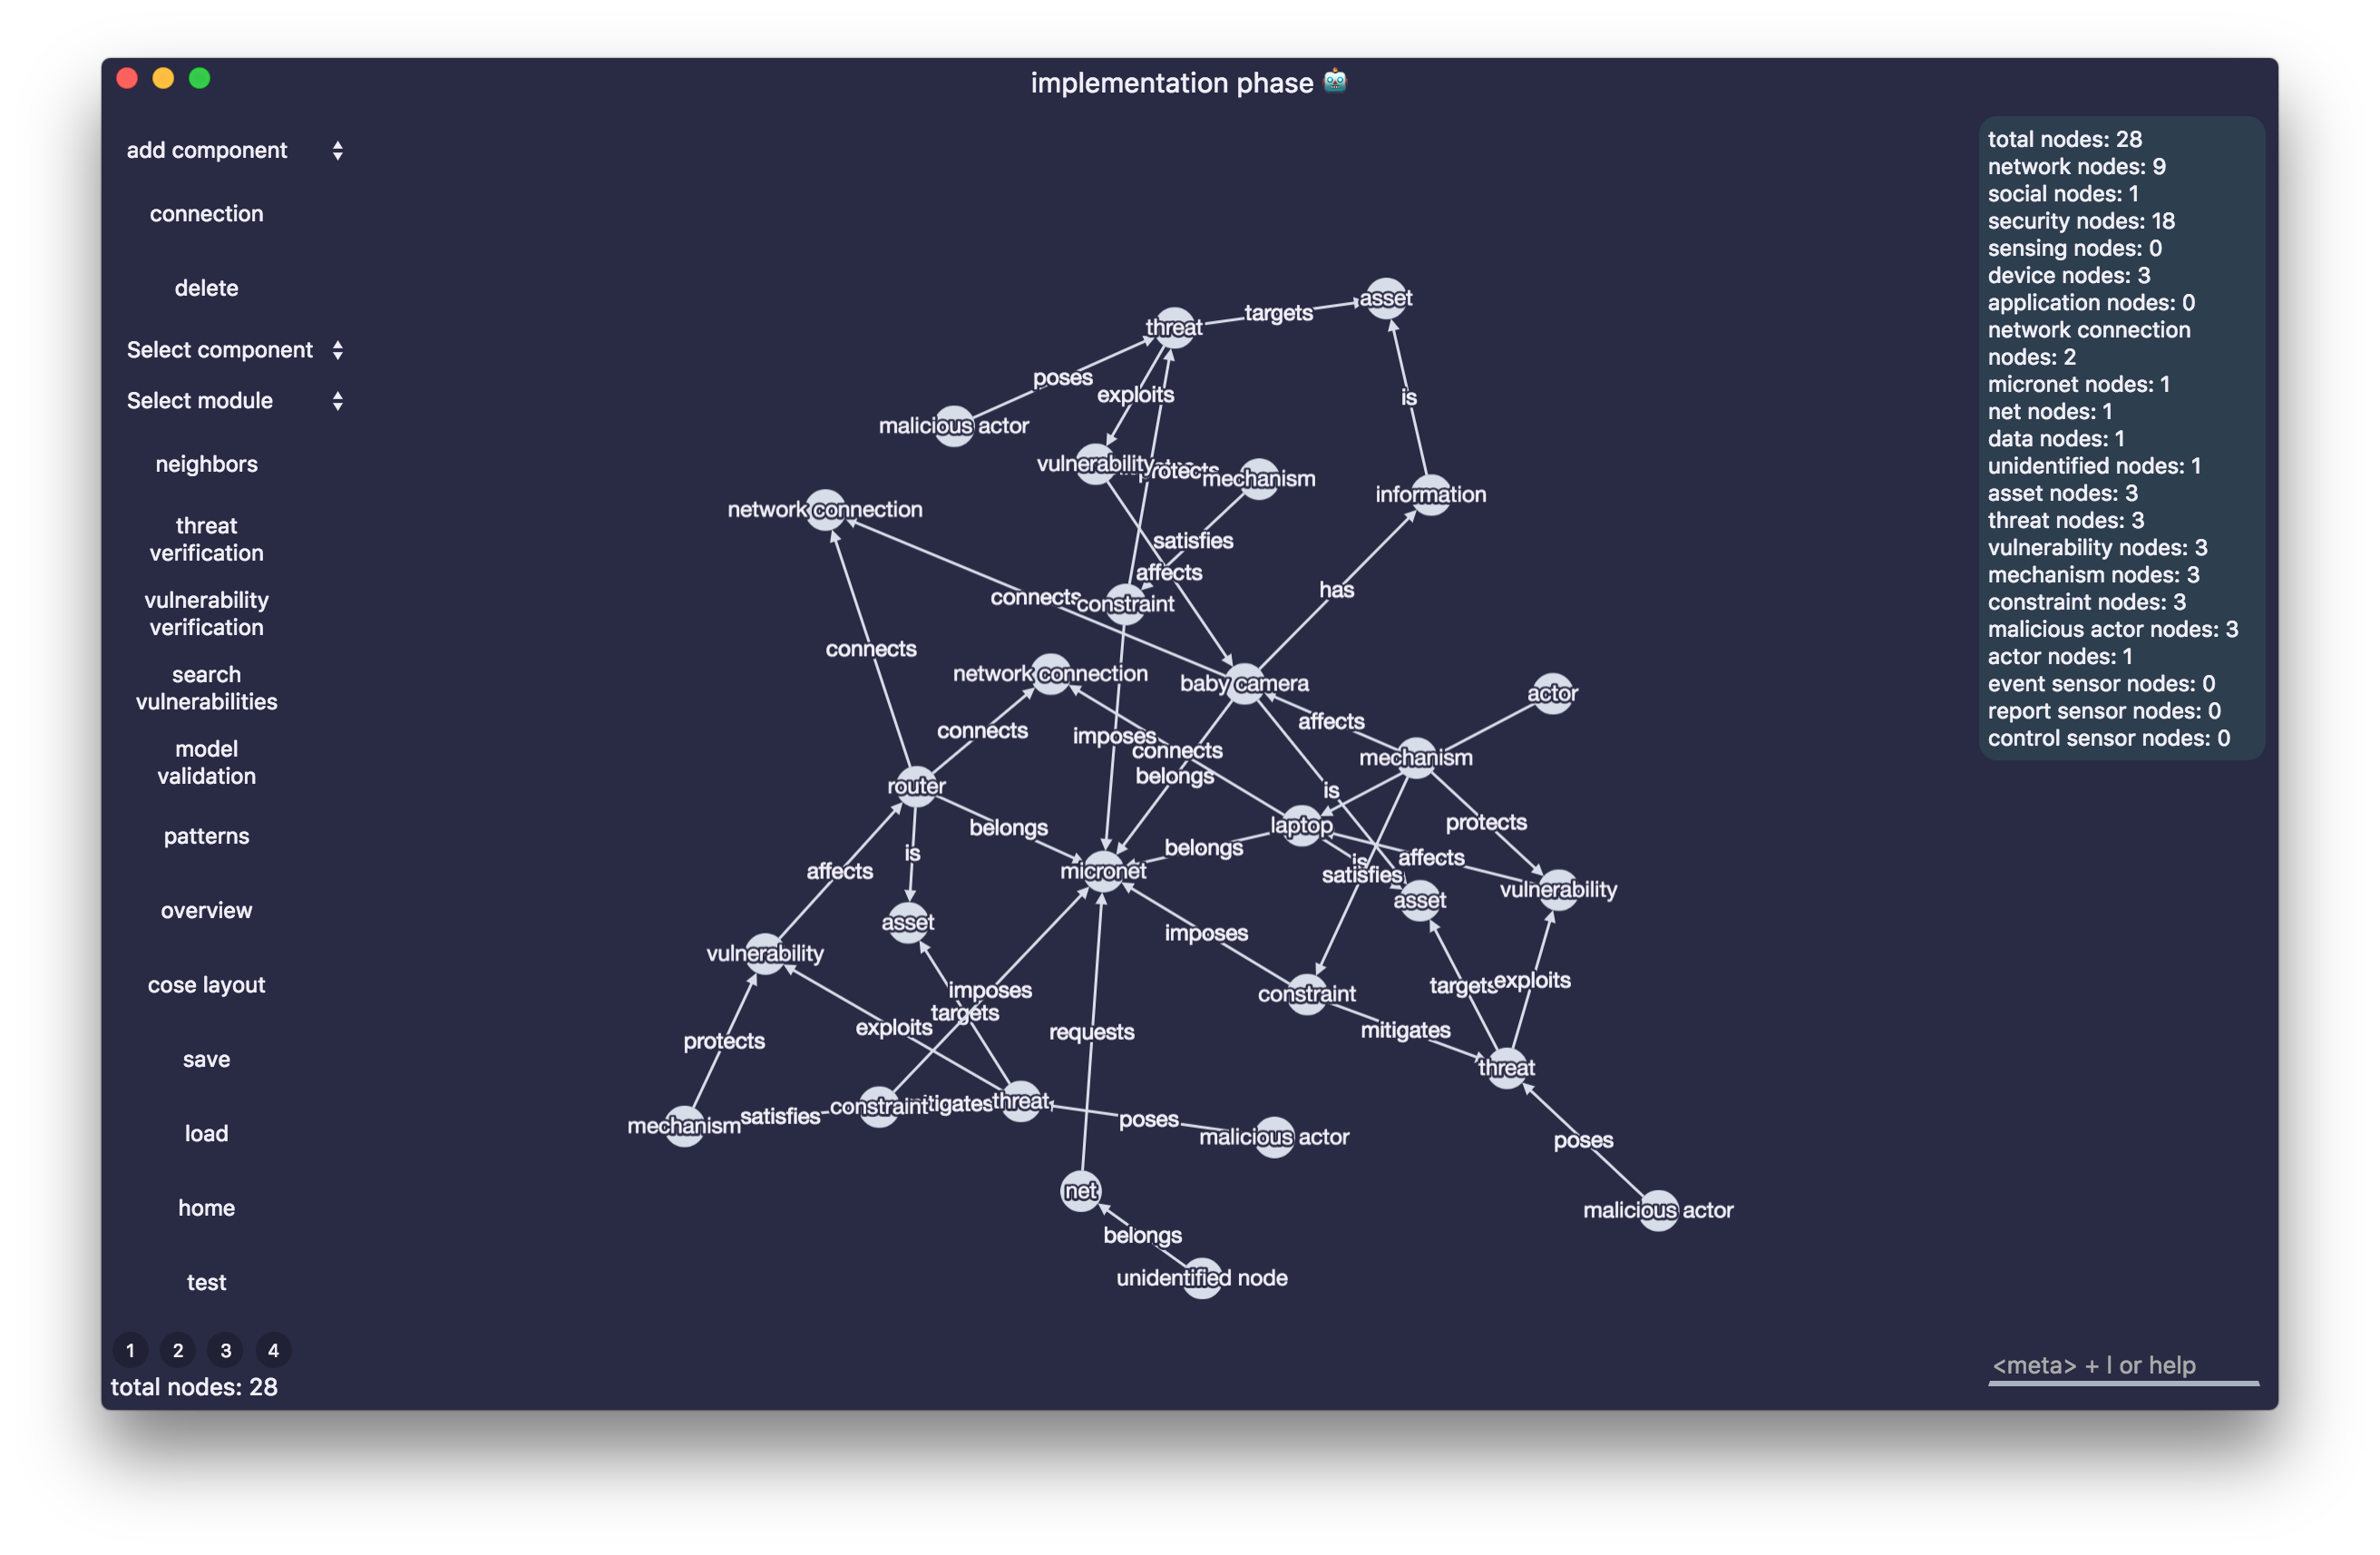 implementation phase
add component
connection
delete
Select component
Select module
neighbors
threat
verification
vulnerability
verification
search
vulnerabilities
model
validation
patterns
overview
cose layout
save
load
home
test
1 2 3 4
total nodes: 28
asset
threat
targets
poses
exploits
is
malicious actor
vulnerability
protects
mechanism
information
network connection
satisfies
affects
has
connects
constraint
connects
network connection
baby camera
actor
affects
connects
imposes
connects
mechanism
belongs
router
is
laptop
protects
belongs
belongs
is
affects
is
affects
micronet
satisfies
vulnerability
asset
asset
imposes
vulnerability
imposes
constraint
targets
exploits
targets
exploits
requests
mitigates
protects
threat
satisfies
constraint
threat
poses
mechanism
malicious actor
poses
net
malicious actor
belongs
unidentified node
total nodes: 28
network nodes: 9
social nodes: 1
security nodes: 18
sensing nodes: 0
device nodes: 3
application nodes: 0
network connection
nodes: 2
micronet nodes: 1
net nodes: 1
data nodes: 1
unidentified nodes: 1
asset nodes: 3
threat nodes: 3
vulnerability nodes: 3
mechanism nodes: 3
constraint nodes: 3
malicious actor nodes: 3
actor nodes: 1
event sensor nodes: 0
report sensor nodes: 0
control sensor nodes: 0
<meta> + l or help